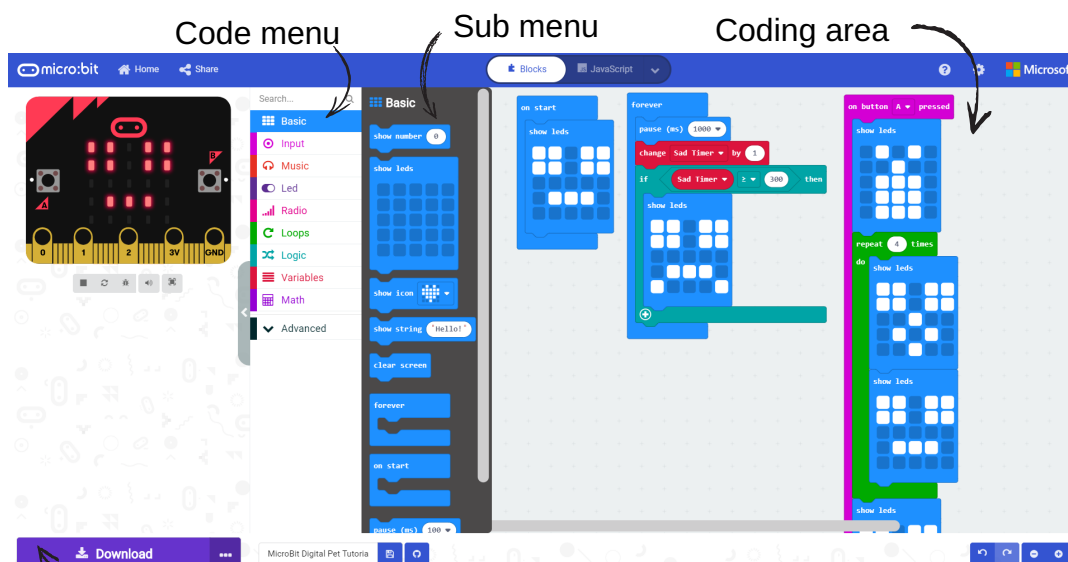 Code menu
Sub menu
Coding area
micro:bit
Home
Share
Blocks
JavaScript
Microsof
A
B
0 1 2 3V GND
Search...
Basic
Input
Music
Led
Radio
Loops
Logic
Variables
Math
Advanced
Basic
show number 0
show leds
show icon
show string "Hello!"
clear screen
forever
on start
pause (ms) 100
on start
show leds
forever
pause (ms) 1000
change Sad Timer by 1
if Sad Timer ≥ 300 then
show leds
on button A pressed
show leds
repeat 4 times
do
show leds
show leds
show leds
Download
MicroBit Digital Pet Tutoria